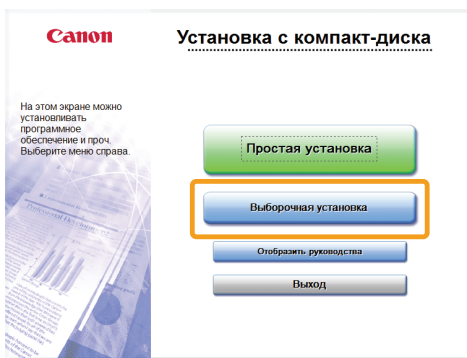 Canon
Установка с компакт-диска
На этом экране можно
установпивать
программное
обеспечение и проч.
Выберите меню справа.
Простая установка
Выборочная установка
Отобразить руководства
Выход